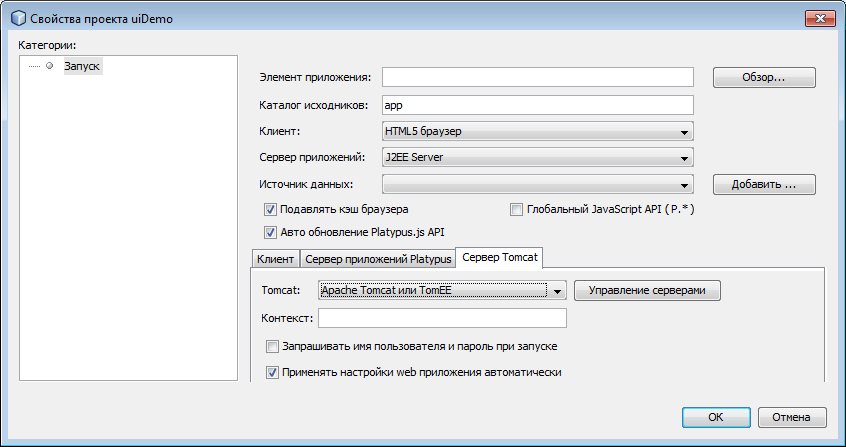 Свойства проекта uiDemo
Категории:
Запуск
Элемент приложения:
Обзор...
Каталог исходников: app
Клиент: HTML5 браузер
Сервер приложений: J2EE Server
Источник данных:
Добавить ...
Подавлять кэш браузера
Глобальный JavaScript API ( P.* )
Авто обновление Platypus.js API
Клиент Сервер приложений Platypus Сервер Tomcat
Tomcat: Apache Tomcat или TomEE
Управление серверами
Контекст:
Запрашивать имя пользователя и пароль при запуске
Применять настройки web приложения автоматически
OK
Отмена